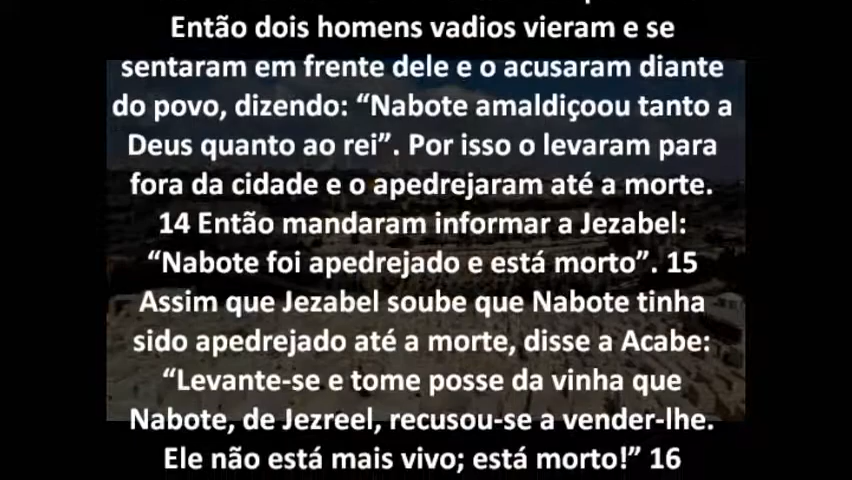 Então dois homens vadios vieram e se
sentaram em frente dele e o acusaram diante
do povo, dizendo: “Nabote amaldiçoou tanto a
Deus quanto ao rei”. Por isso o levaram para
fora da cidade e o apedrejaram até a morte.
14 Então mandaram informar a Jezabel:
“Nabote foi apedrejado e está morto”. 15
Assim que Jezabel soube que Nabote tinha
sido apedrejado até a morte, disse a Acabe:
“Levante-se e tome posse da vinha que
Nabote, de Jezreel, recusou-se a vender-lhe.
Ele não está mais vivo; está morto!” 16